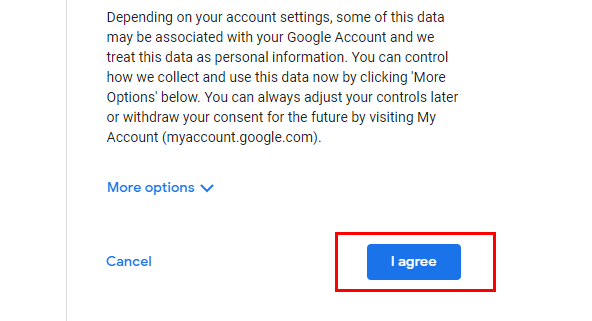 Depending on your account settings, some of this data
may be associated with your Google Account and we
treat this data as personal information. You can control
how we collect and use this data now by clicking 'More
Options' below. You can always adjust your controls later
or withdraw your consent for the future by visiting My
Account (myaccount.google.com).
More options
Cancel
I agree